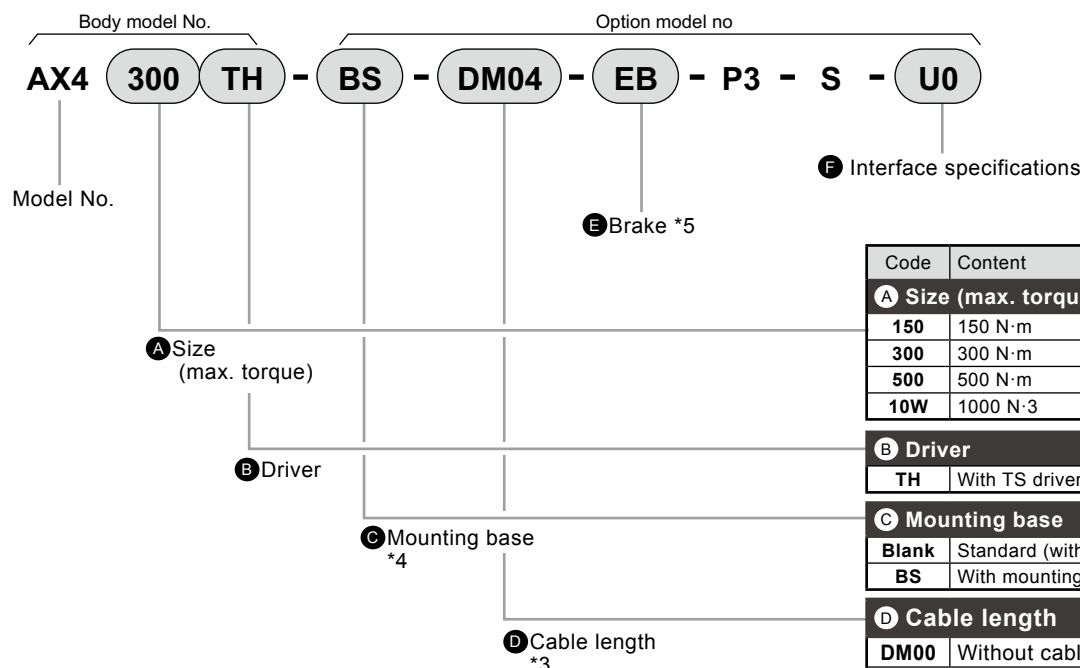 Body model No.
Option model no
AX4 300 TH - BS - DM04 - EB - P3 - S - U0
F Interface specifications
Model No.
E Brake *5
Code Content
A Size (max. torqu
150 150 N·m
300 300 N·m
500 500 N·m
10W 1000 N·3
A Size
(max. torque)
B Driver
TH With TS driver
B Driver
C Mounting base
Blank Standard (with
BS With mounting
C Mounting base
*4
D Cable length
DM00 Without cabl
D Cable length
*3